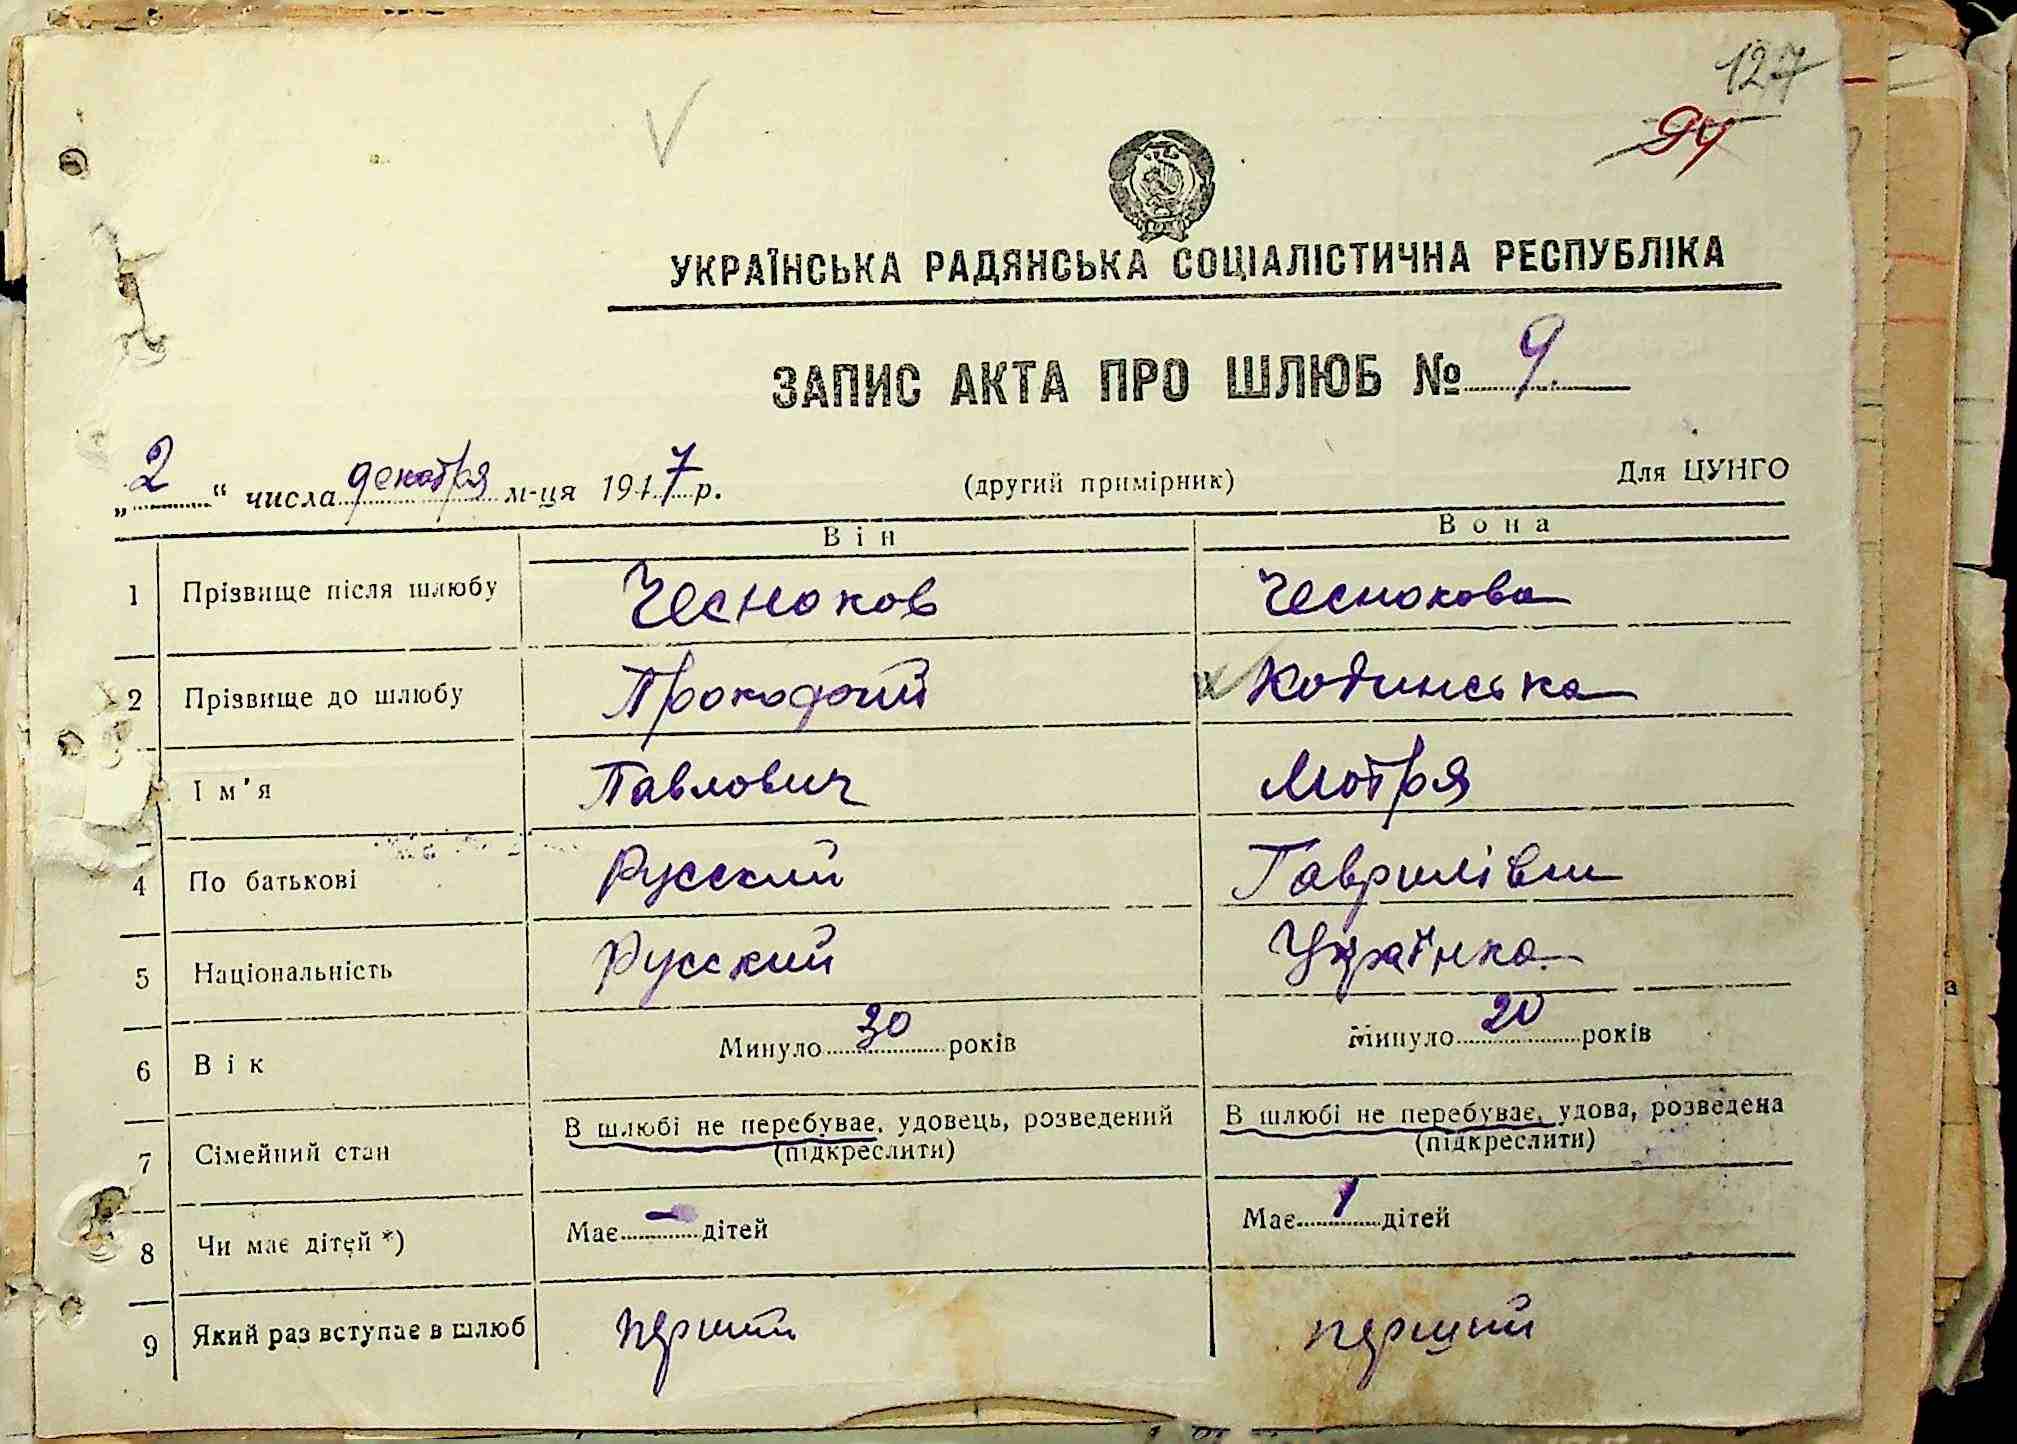 127
94
УКРАЇНСЬКА РАДЯНСЬКА СОЦІАЛІСТИЧНА РЕСПУБЛІКА
ЗАПИС АКТА ПРО ШЛЮБ № 9.
„2“ числа декабря м-ця 1947 р. (другий примірник) Для ЦУНГО
Він Вона
1 Прізвище після шлюбу Чесноков Чеснокова
2 Прізвище до шлюбу Прокофий Кодинська
Ім'я Павлович Мотря
4 По батькові Русский Гаврилівна
5 Національність Русский Українка
6 Вік Минуло 30 років Минуло 20 років
7 Сімейний стан В шлюбі не перебуває, удовець, розведений (підкреслити) В шлюбі не перебуває, удова, розведена (підкреслити)
8 Чи має дітей *) Має - дітей Має 1 дітей
9 Який раз вступає в шлюб перший перший